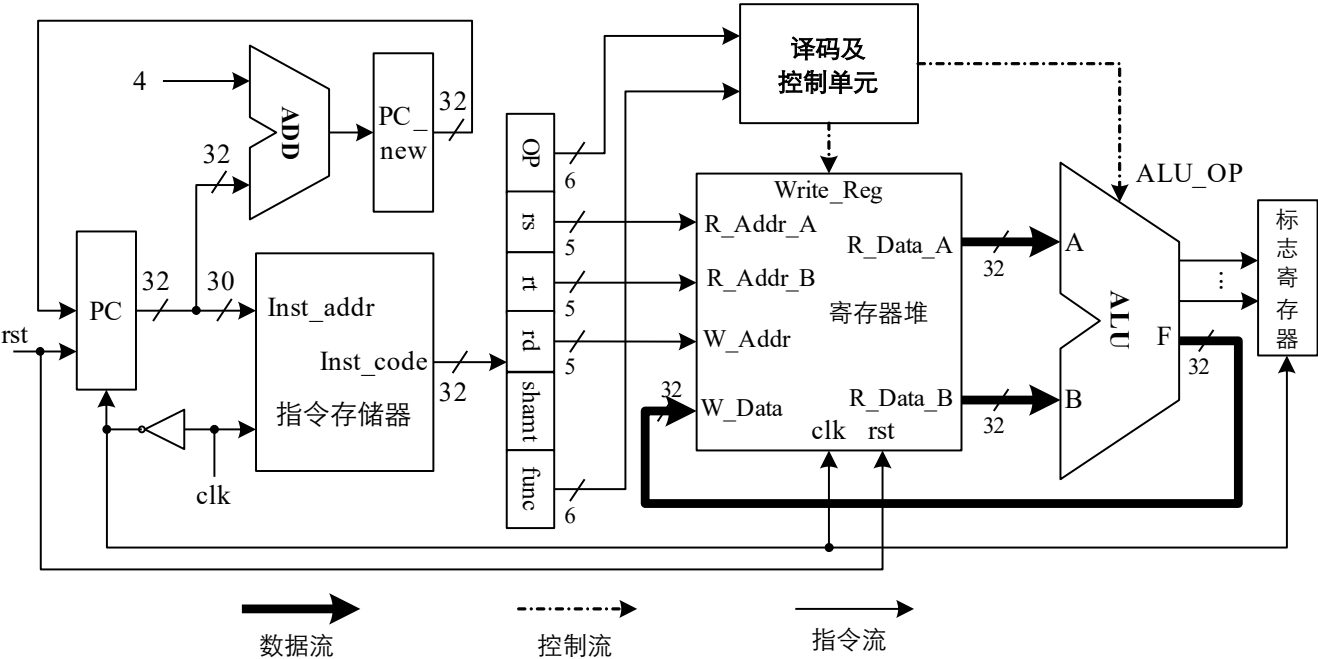 4
ADD
PC_
new
32
32
PC
rst
32
30
Inst_addr
Inst_code
32
指令存储器
clk
OP
6
rs
5
rt
5
rd
5
shamt
func
6
译码及
控制单元
Write_Reg
R_Addr_A
R_Addr_B
W_Addr
32
W_Data
R_Data_A
32
寄存器堆
R_Data_B
32
clk
rst
ALU_OP
A
B
ALU
F
32
...
标
志
寄
存
器
数据流
控制流
指令流